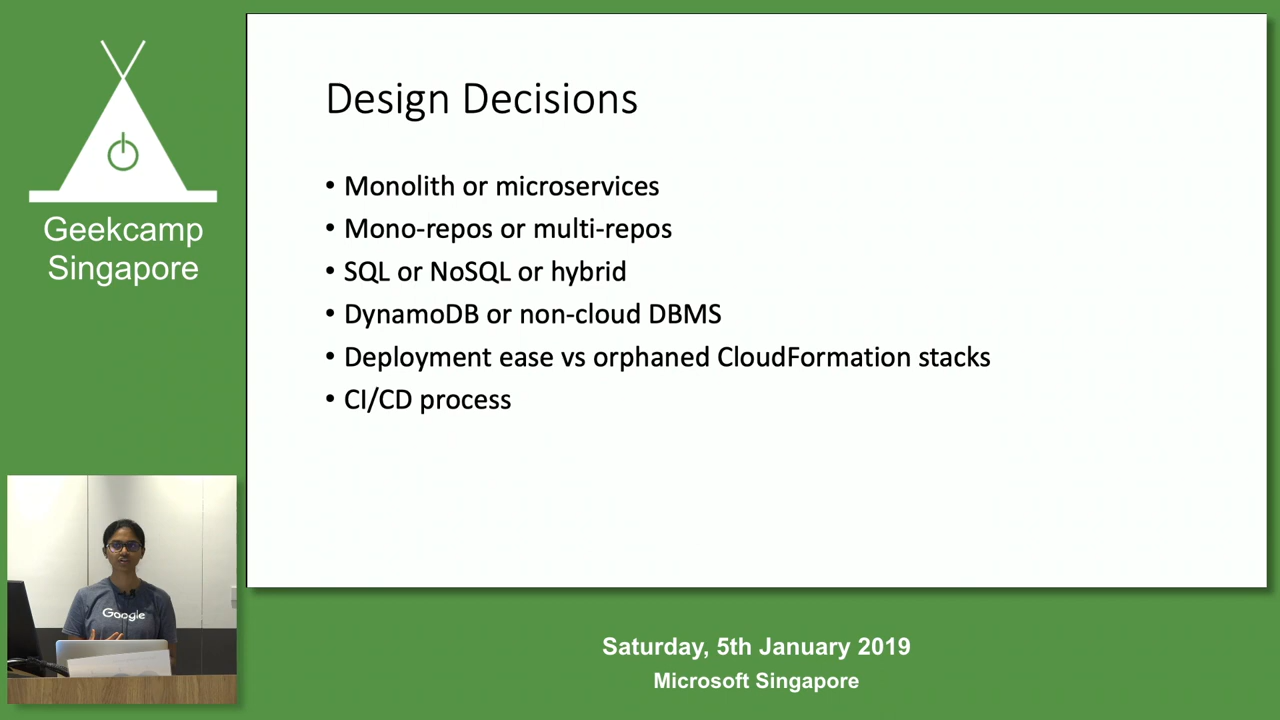 Geekcamp
Singapore
Design Decisions
• Monolith or microservices
• Mono-repos or multi-repos
• SQL or NoSQL or hybrid
• DynamoDB or non-cloud DBMS
• Deployment ease vs orphaned CloudFormation stacks
• CI/CD process
Google
Saturday, 5th January 2019
Microsoft Singapore